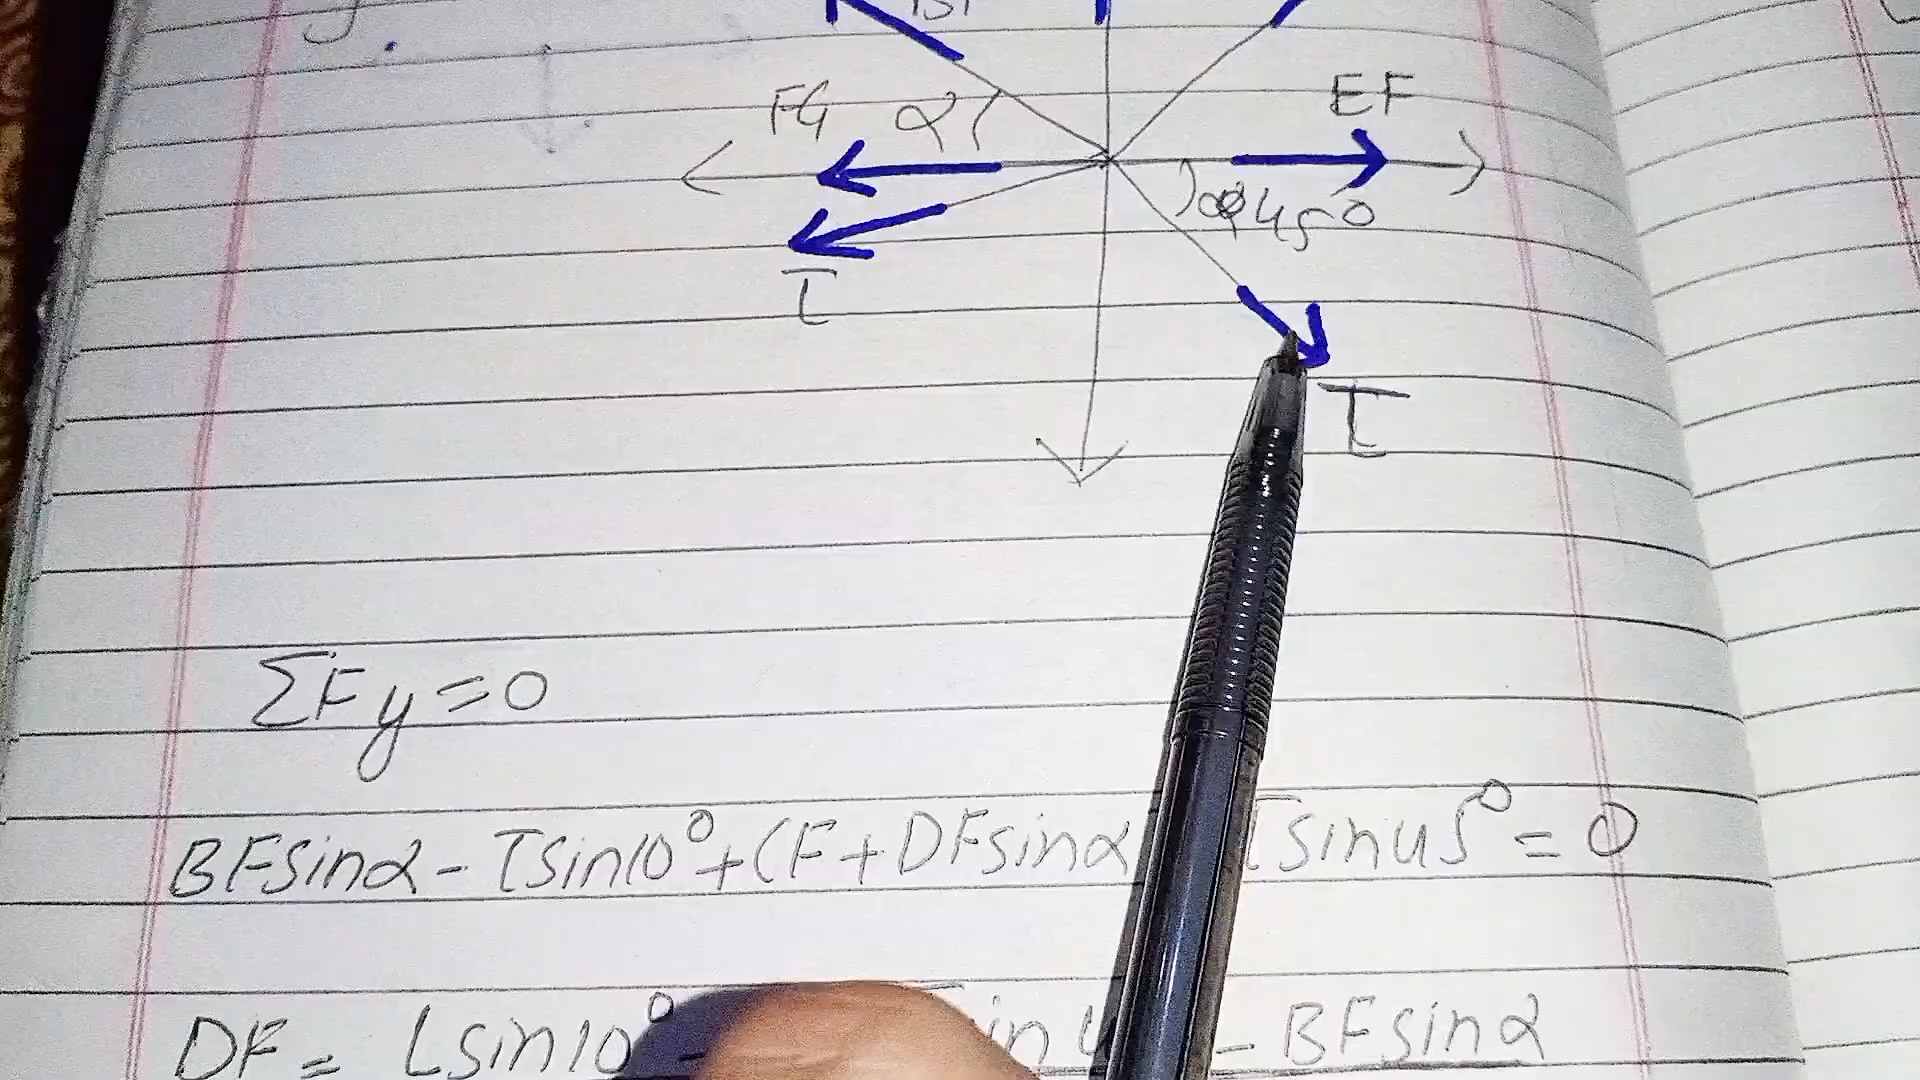 FG α EF
45°
T
T
ΣFy=0
BFsinα - Tsin10° + CF + DFsinα Tsin45° = 0
DF = Tsin10° - BFsinα